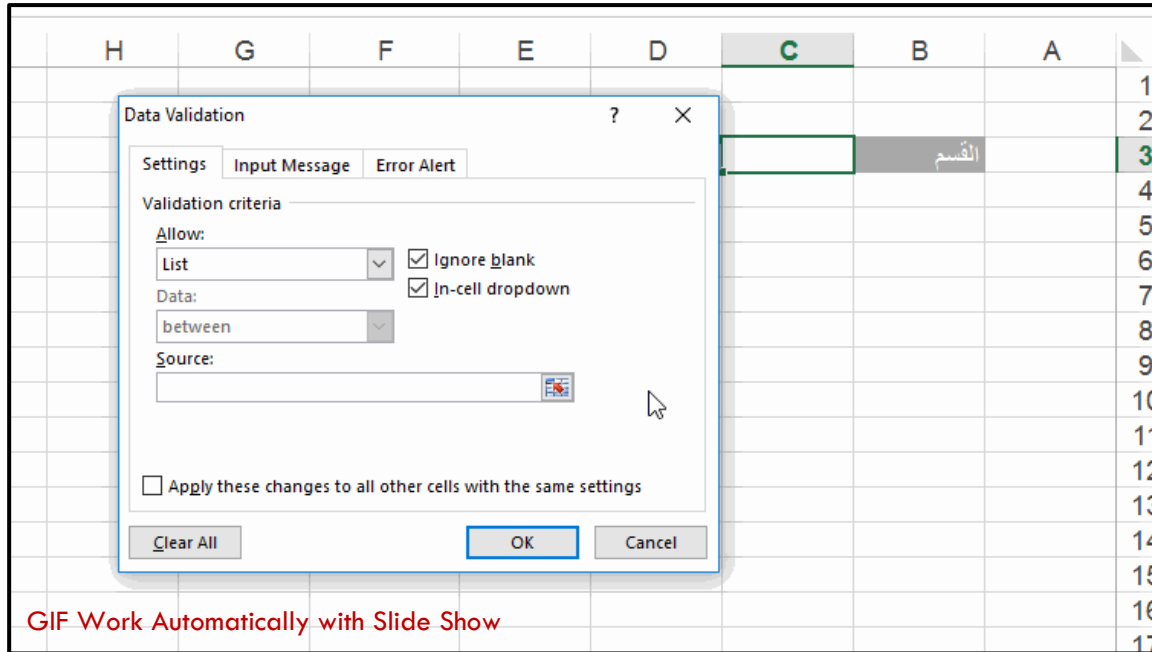 H G F E D C B A
1
2
Data Validation ?
القسم 3
Settings Input Message Error Alert
4
Validation criteria
5
Allow:
List
Ignore blank
6
In-cell dropdown
Data:
7
between
8
Source:
9
10
11
12
Apply these changes to all other cells with the same settings
13
Clear All OK Cancel
14
15
GIF Work Automatically with Slide Show
16
17